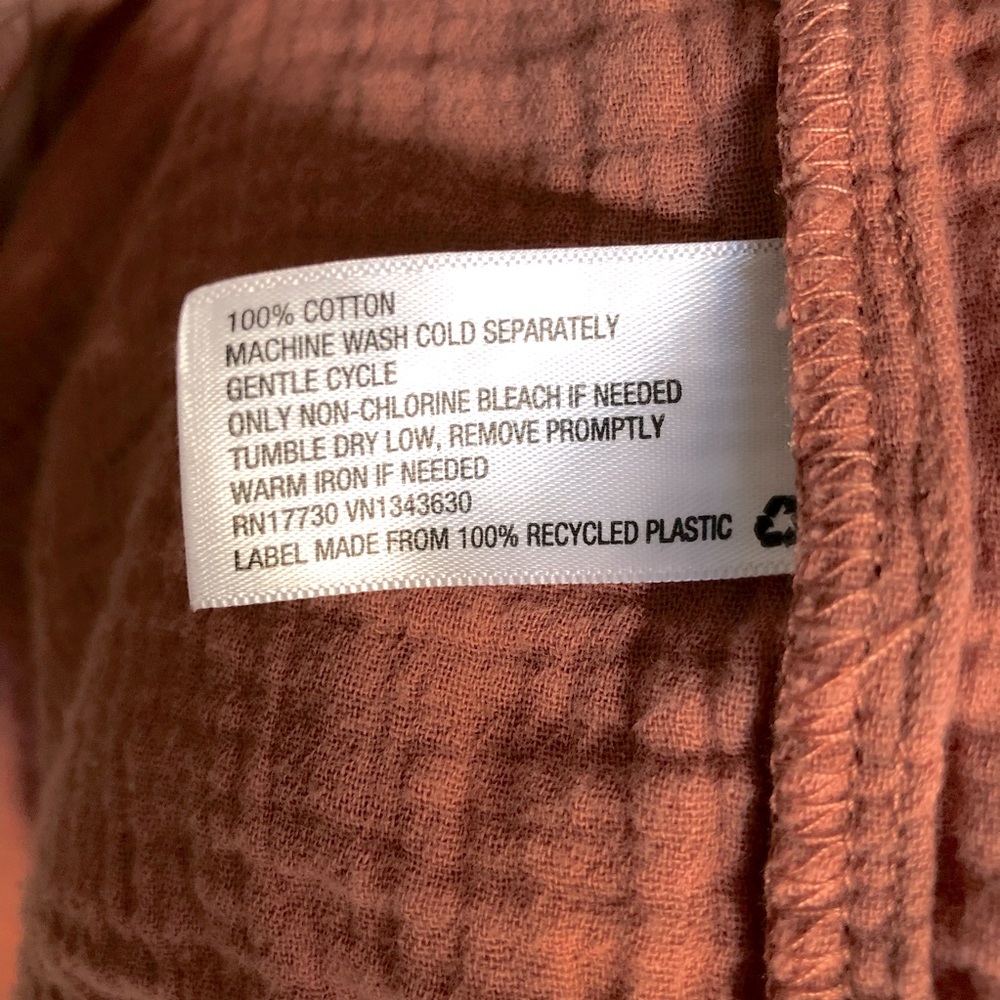 100% COTTON
MACHINE WASH COLD SEPARATELY
GENTLE CYCLE
ONLY NON-CHLORINE BLEACH IF NEEDED
TUMBLE DRY LOW, REMOVE PROMPTLY
WARM IRON IF NEEDED
RN17730 VN1343630
LABEL MADE FROM 100% RECYCLED PLASTIC